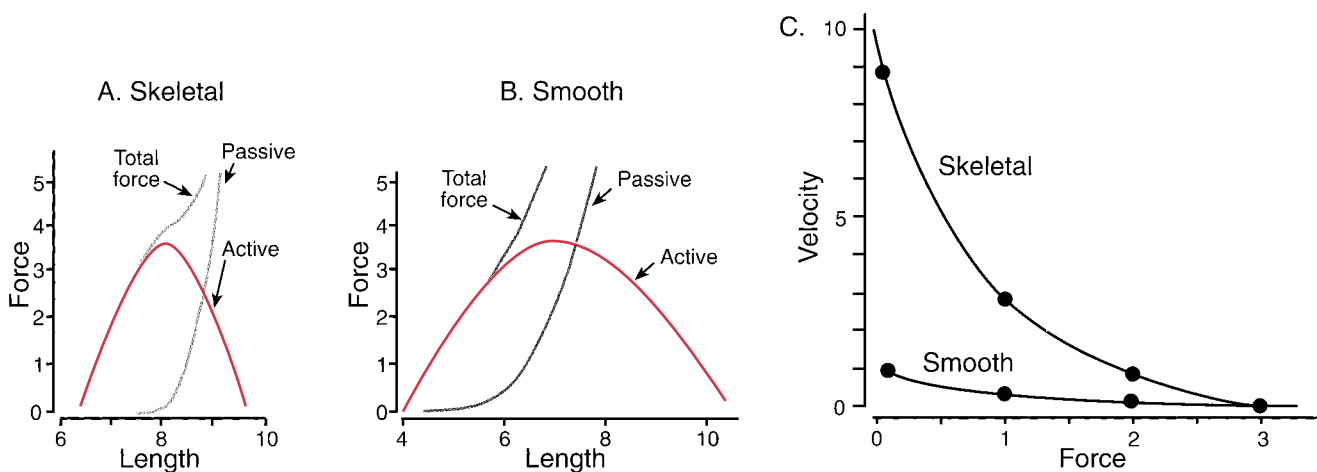 A. Skeletal
Total
force
Passive
Active
Force
5
4
3
2
1
0
6
8
10
Length
B. Smooth
Total
force
Passive
Active
Force
5
4
3
2
1
0
4
6
8
10
Length
C.
10
5
0
Velocity
Skeletal
Smooth
0
1
2
3
Force